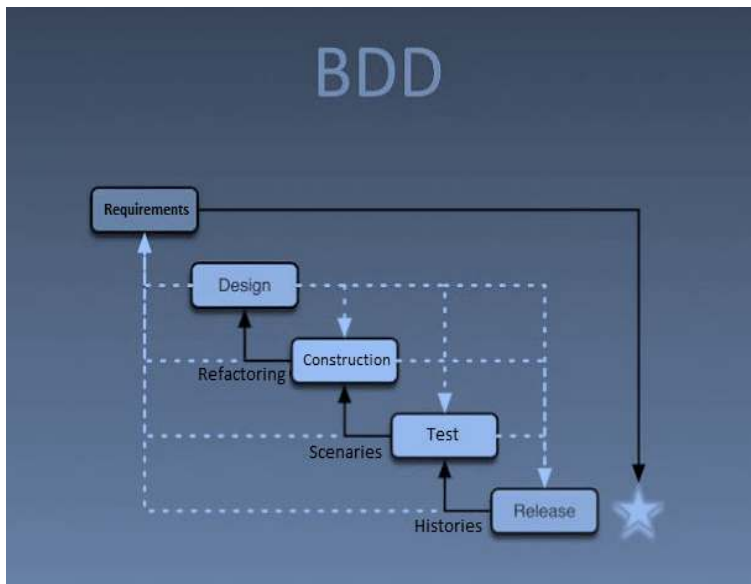 BDD
Requirements
Design
Construction
Refactoring
Test
Scenaries
Release
Histories